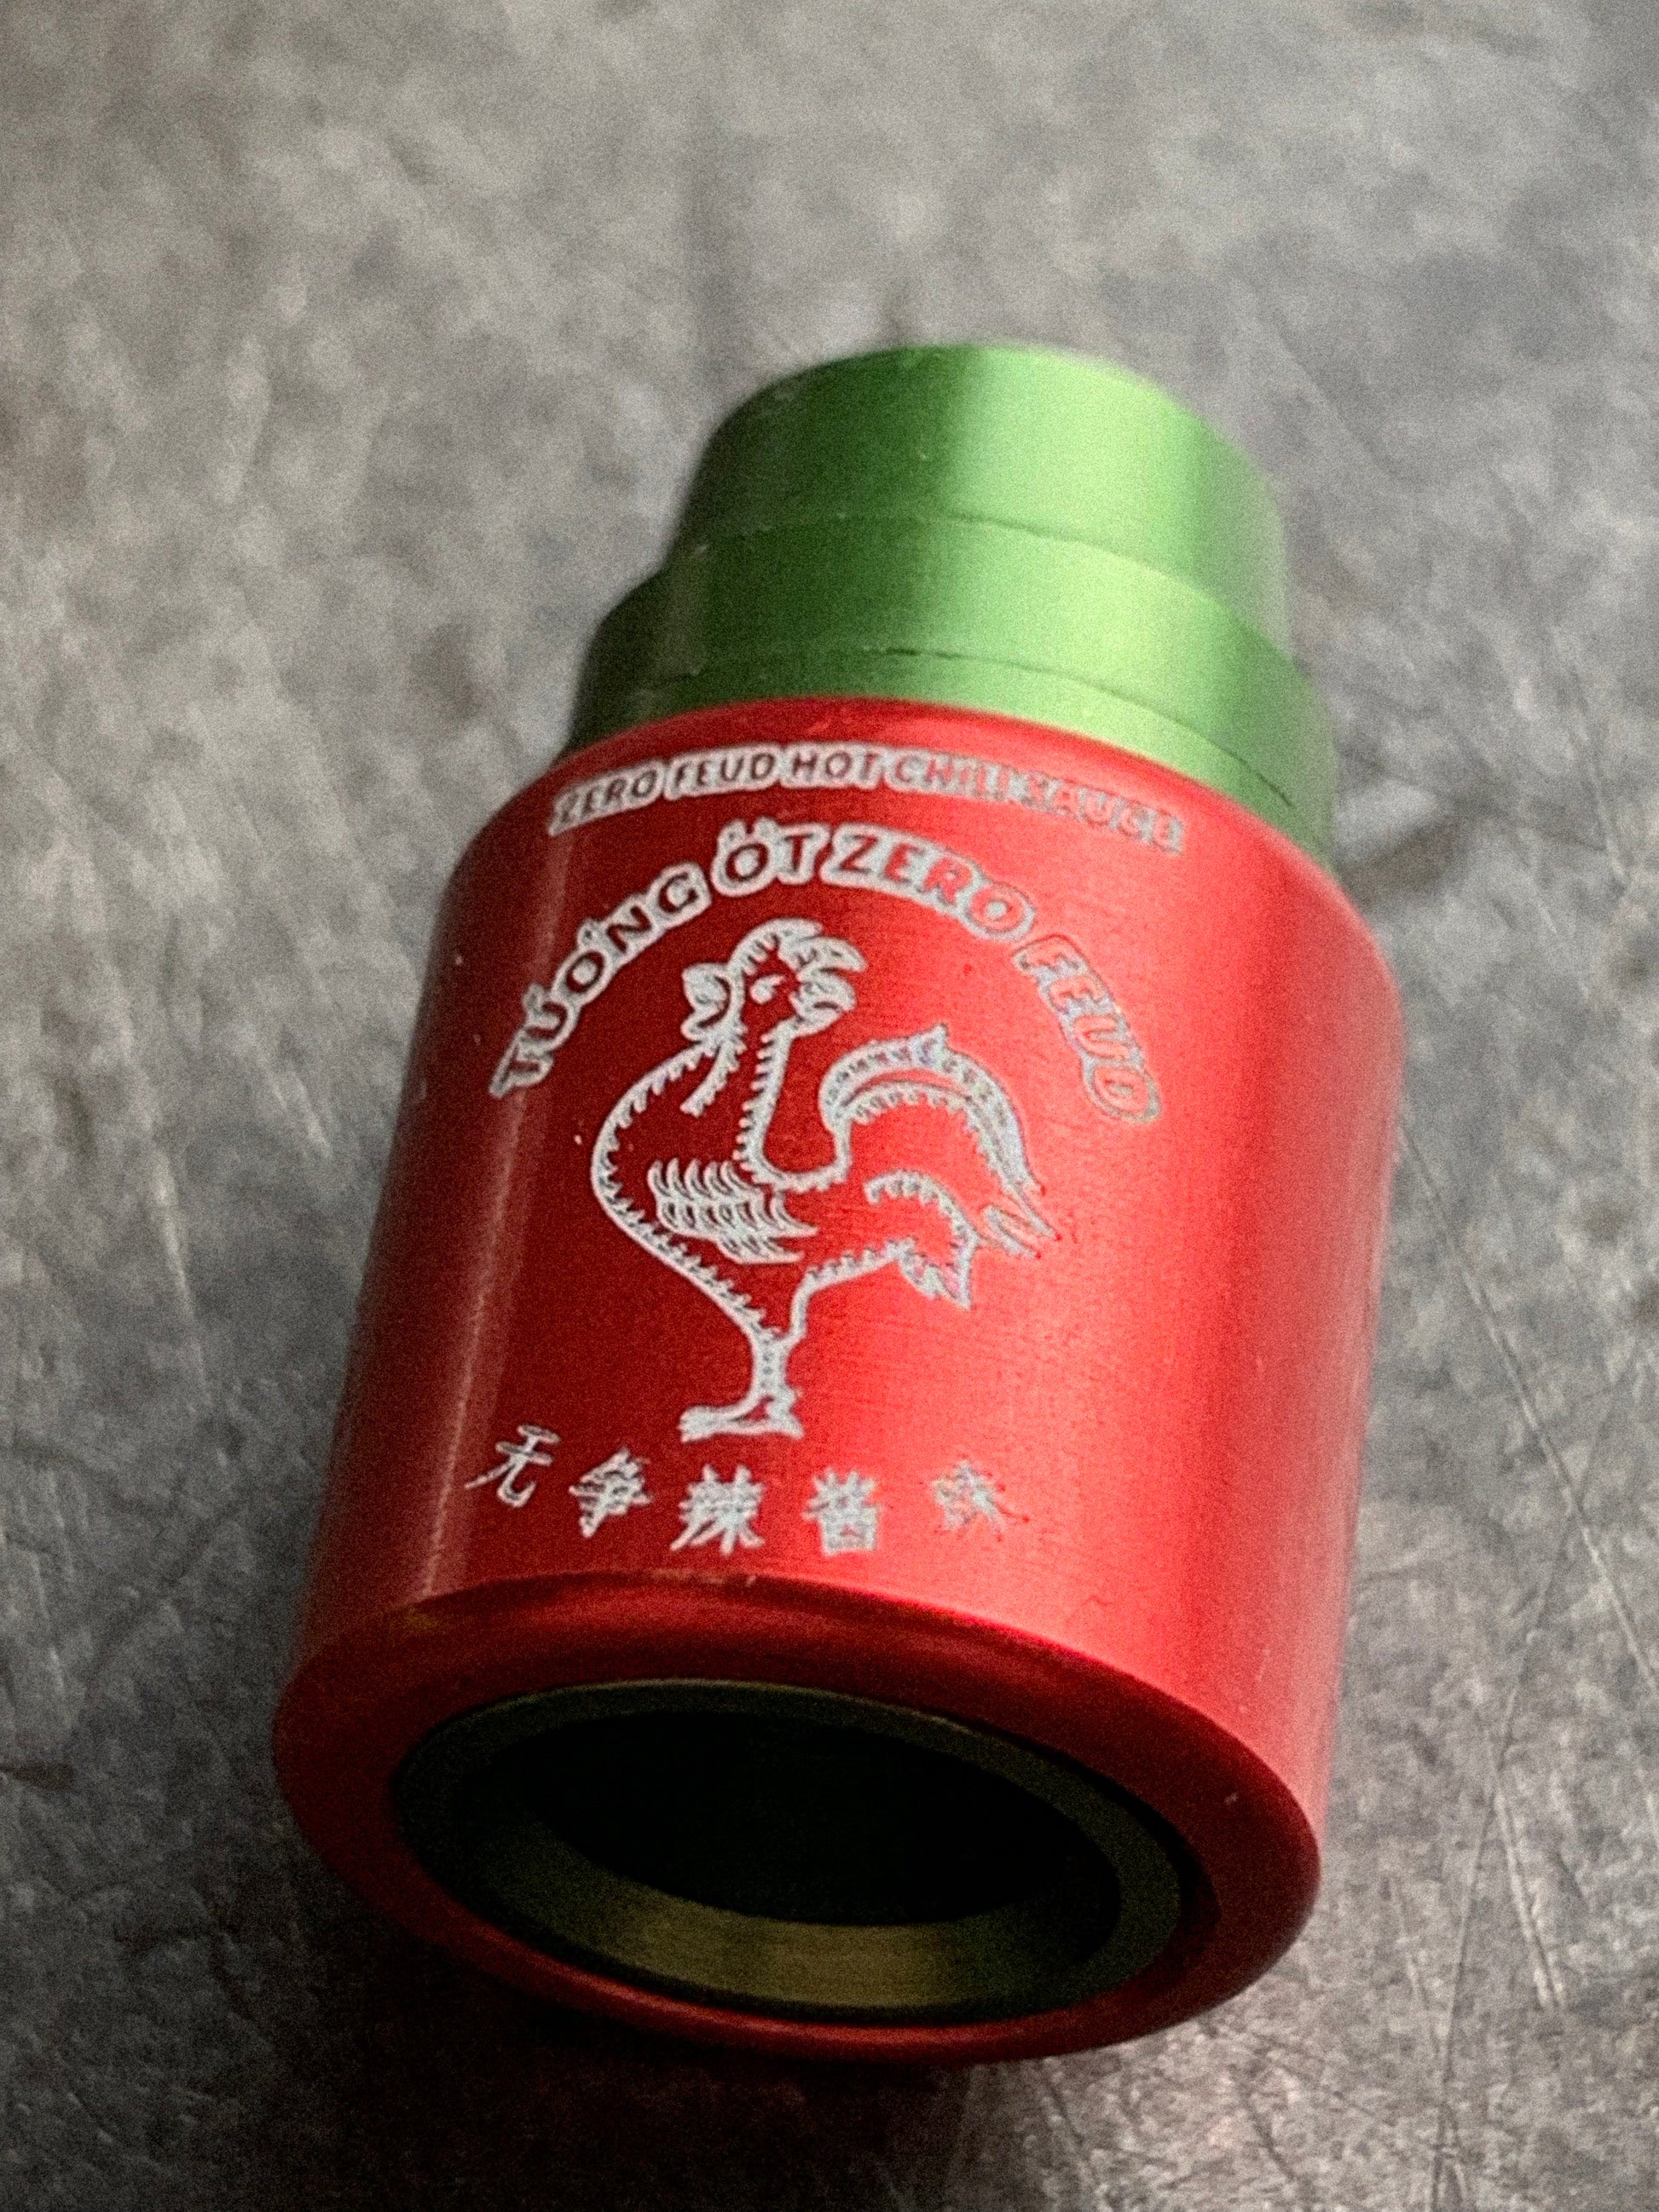 ZERO FEUD HOT CHILI SAUCE
TƯƠNG ỚT ZERO FEUD
无争辣酱